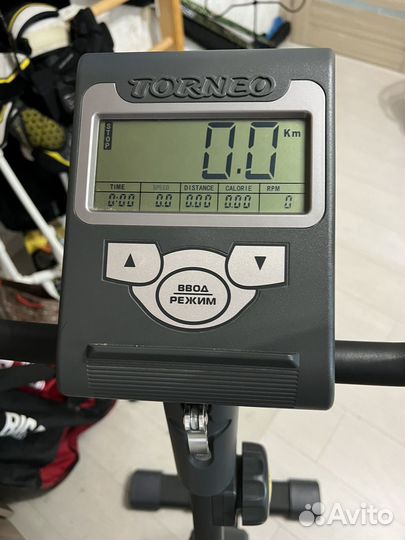 TORNEO
STOP
0.0 Km
TIME SPEED DISTANCE CALORIE RPM
0:00 0.0 0.00 0.00 0
ВВОД
РЕЖИМ
Avito